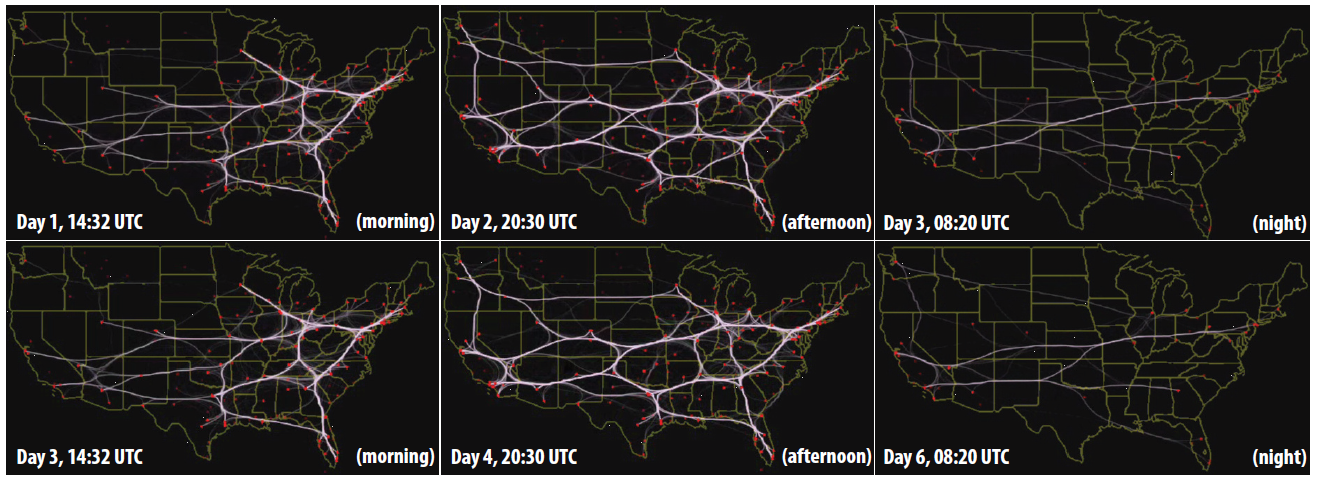 Day 1, 14:32 UTC
(morning)
Day 2, 20:30 UTC
(afternoon)
Day 3, 08:20 UTC
(night)
Day 3, 14:32 UTC
(morning)
Day 4, 20:30 UTC
(afternoon)
Day 6, 08:20 UTC
(night)